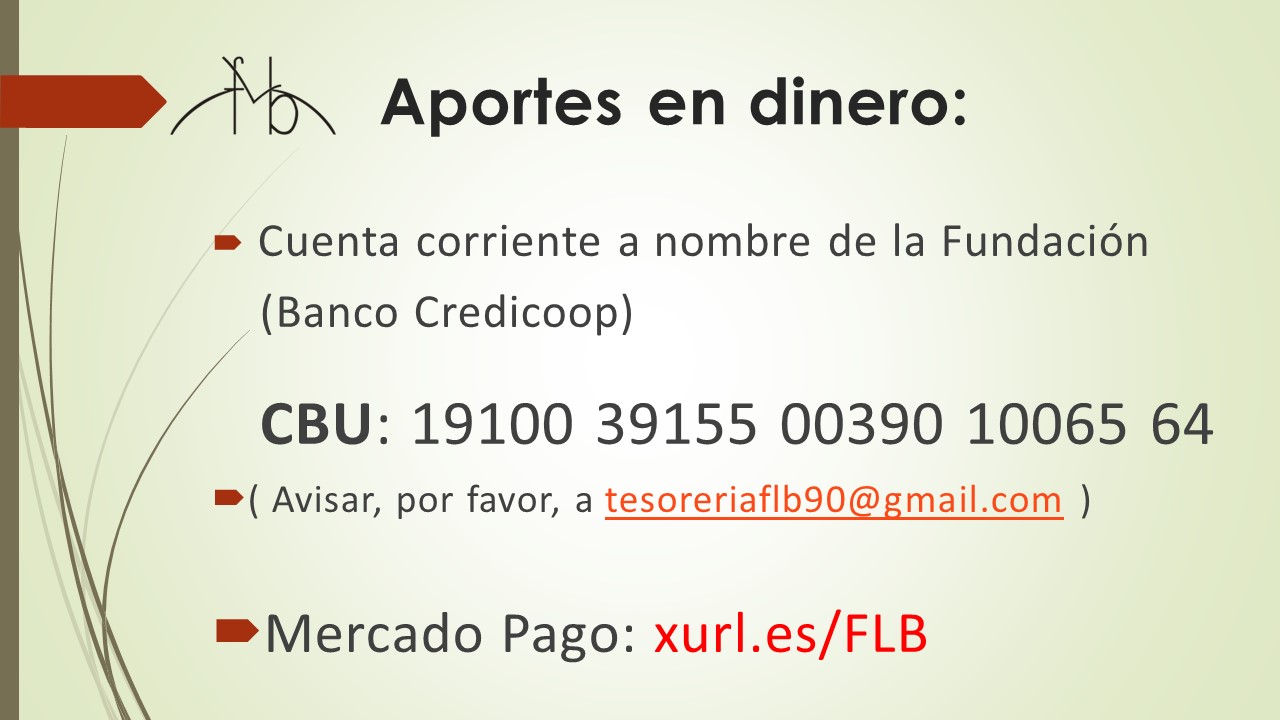 flb
Aportes en dinero:
Cuenta corriente a nombre de la Fundación
(Banco Credicoop)
CBU: 19100 39155 00390 10065 64
( Avisar, por favor, a tesoreriaflb90@gmail.com )
Mercado Pago: xurl.es/FLB